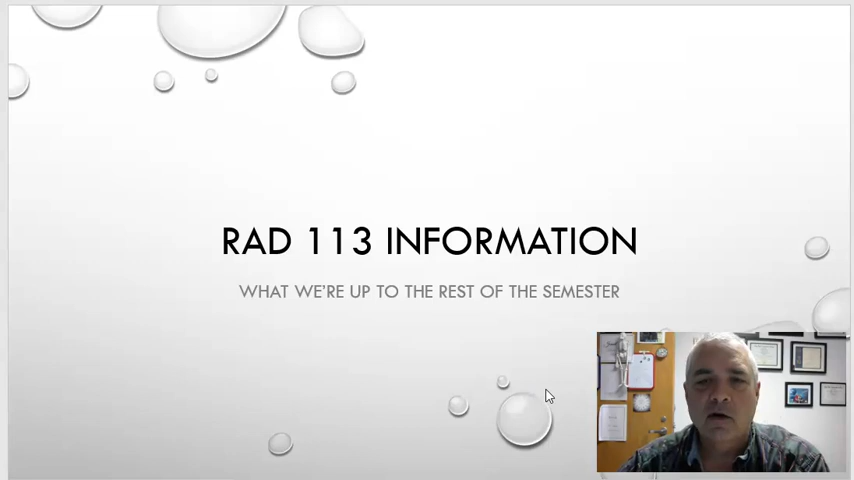 RAD 113 INFORMATION
WHAT WE'RE UP TO THE REST OF THE SEMESTER